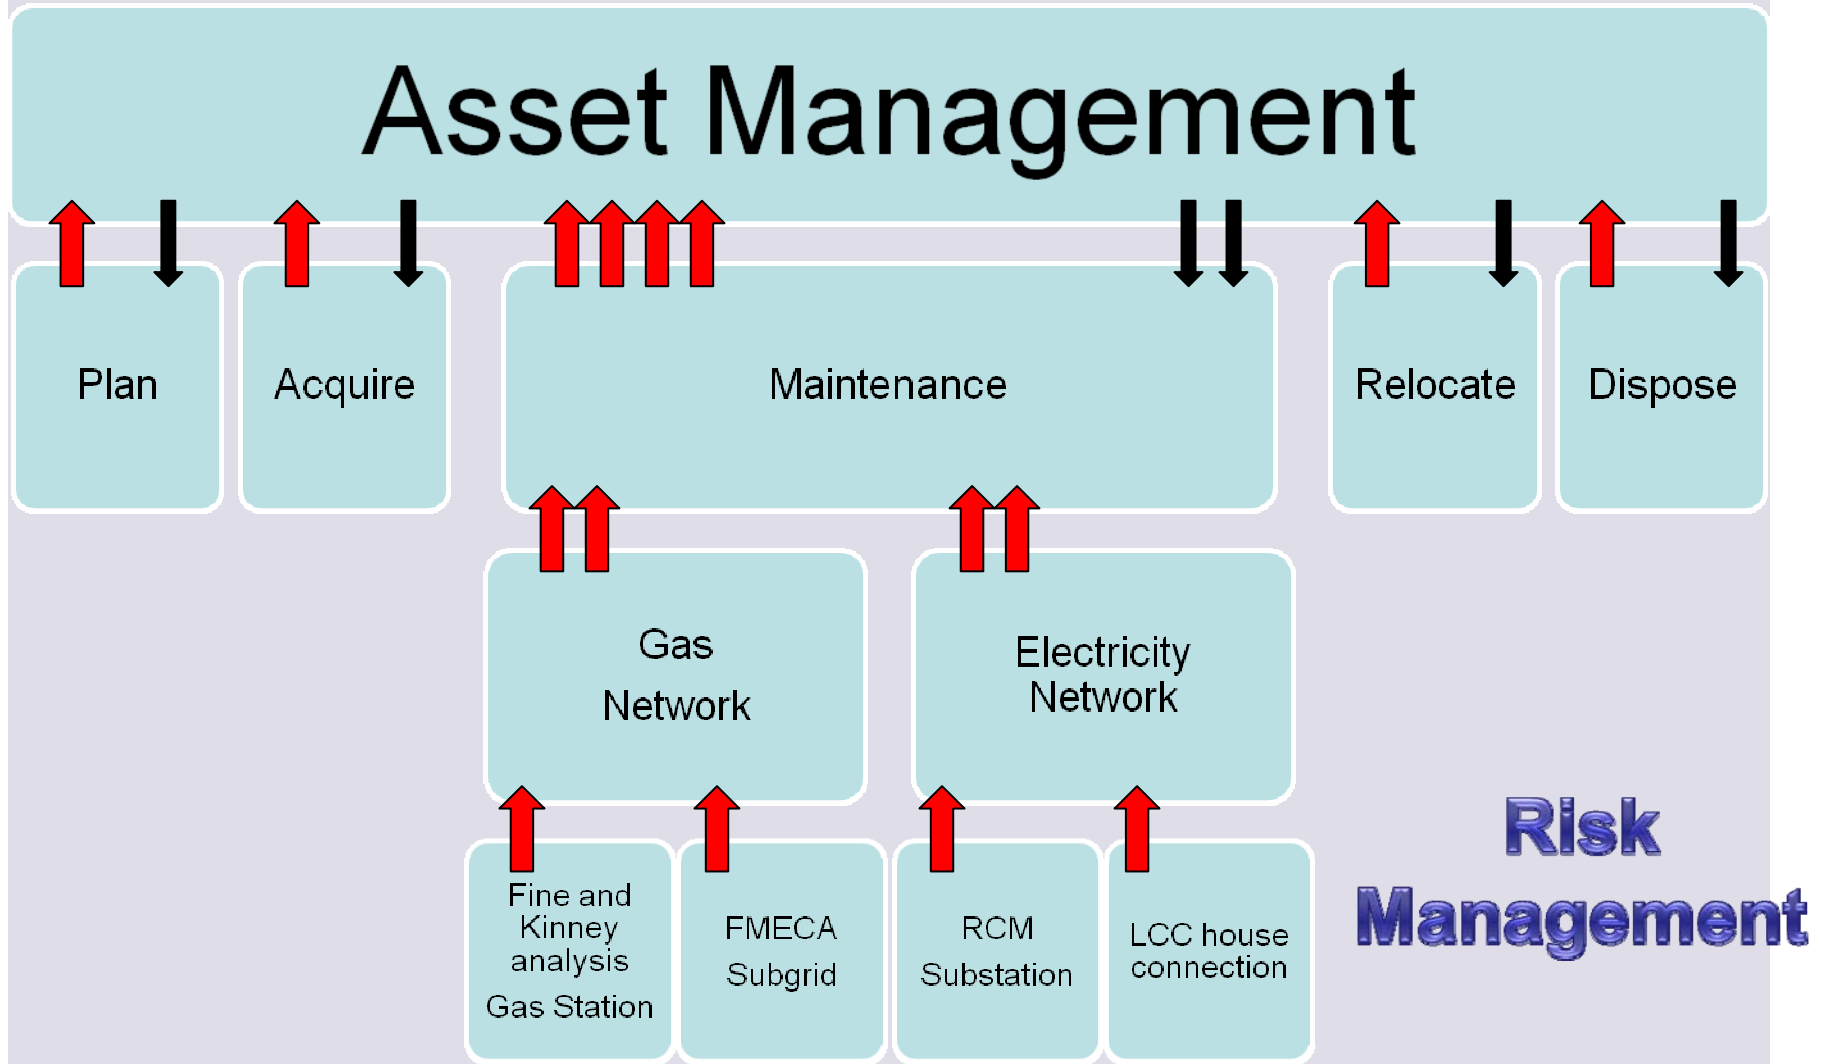 Asset Management
Plan
Acquire
Maintenance
Relocate
Dispose
Gas
Network
Electricity
Network
Fine and
Kinney
analysis
Gas Station
FMECA
Subgrid
RCM
Substation
LCC house
connection
Risk
Management